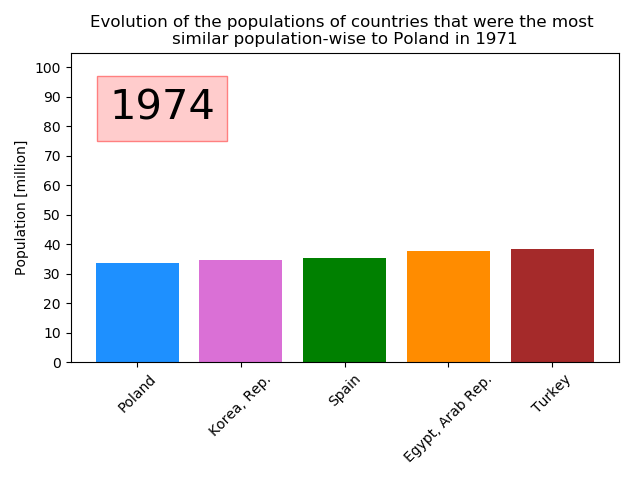 Evolution of the populations of countries that were the most
similar population-wise to Poland in 1971
1974
Population [million]
100
90
80
70
60
50
40
30
20
10
0
Poland
Korea, Rep.
Spain
Egypt, Arab Rep.
Turkey